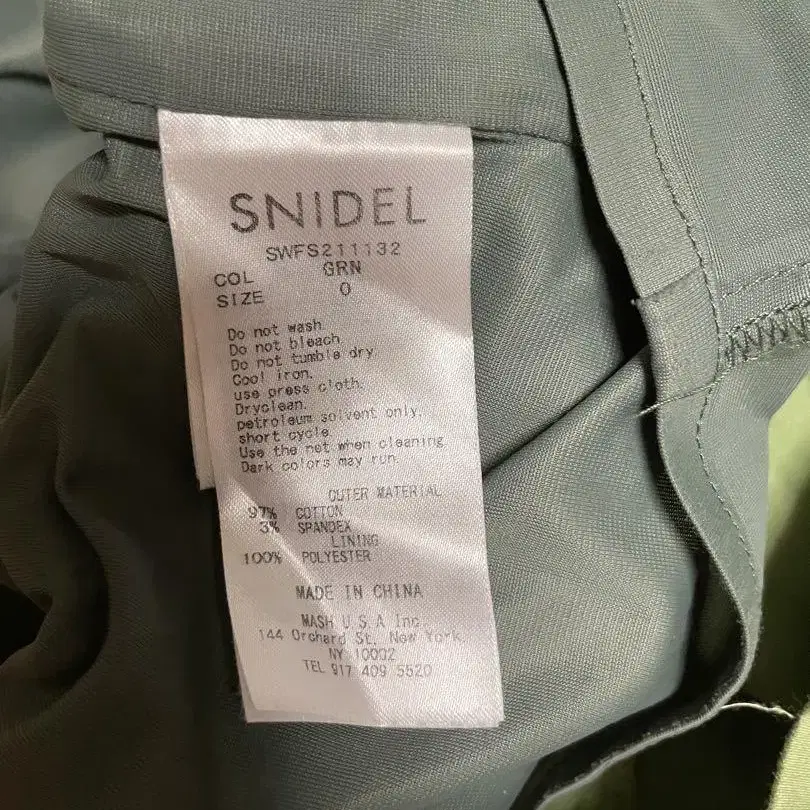 SNIDEL
SWFS211132
COL GRN
SIZE 0
Do not wash
Do not bleach
Do not tumble dry.
Cool iron.
use press cloth.
Dryclean.
petroleum solvent only.
short cycle
Use the net when cleaning
Dark colors may run.
OUTER MATERIAL
97% COTTON
3% SPANDEX
LINING
100% POLYESTER
MADE IN CHINA
MASH U.S.A Inc.
144 Orchard St. New York
NY 10002
TEL 917 409 5520